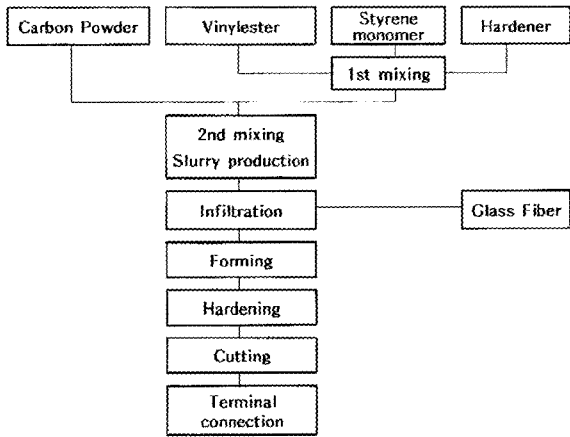 Carbon Powder
Vinylester
Styrene
monomer
Hardener
1st mixing
2nd mixing
Slurry production
Infiltration
Glass Fiber
Forming
Hardening
Cutting
Terminal
connection